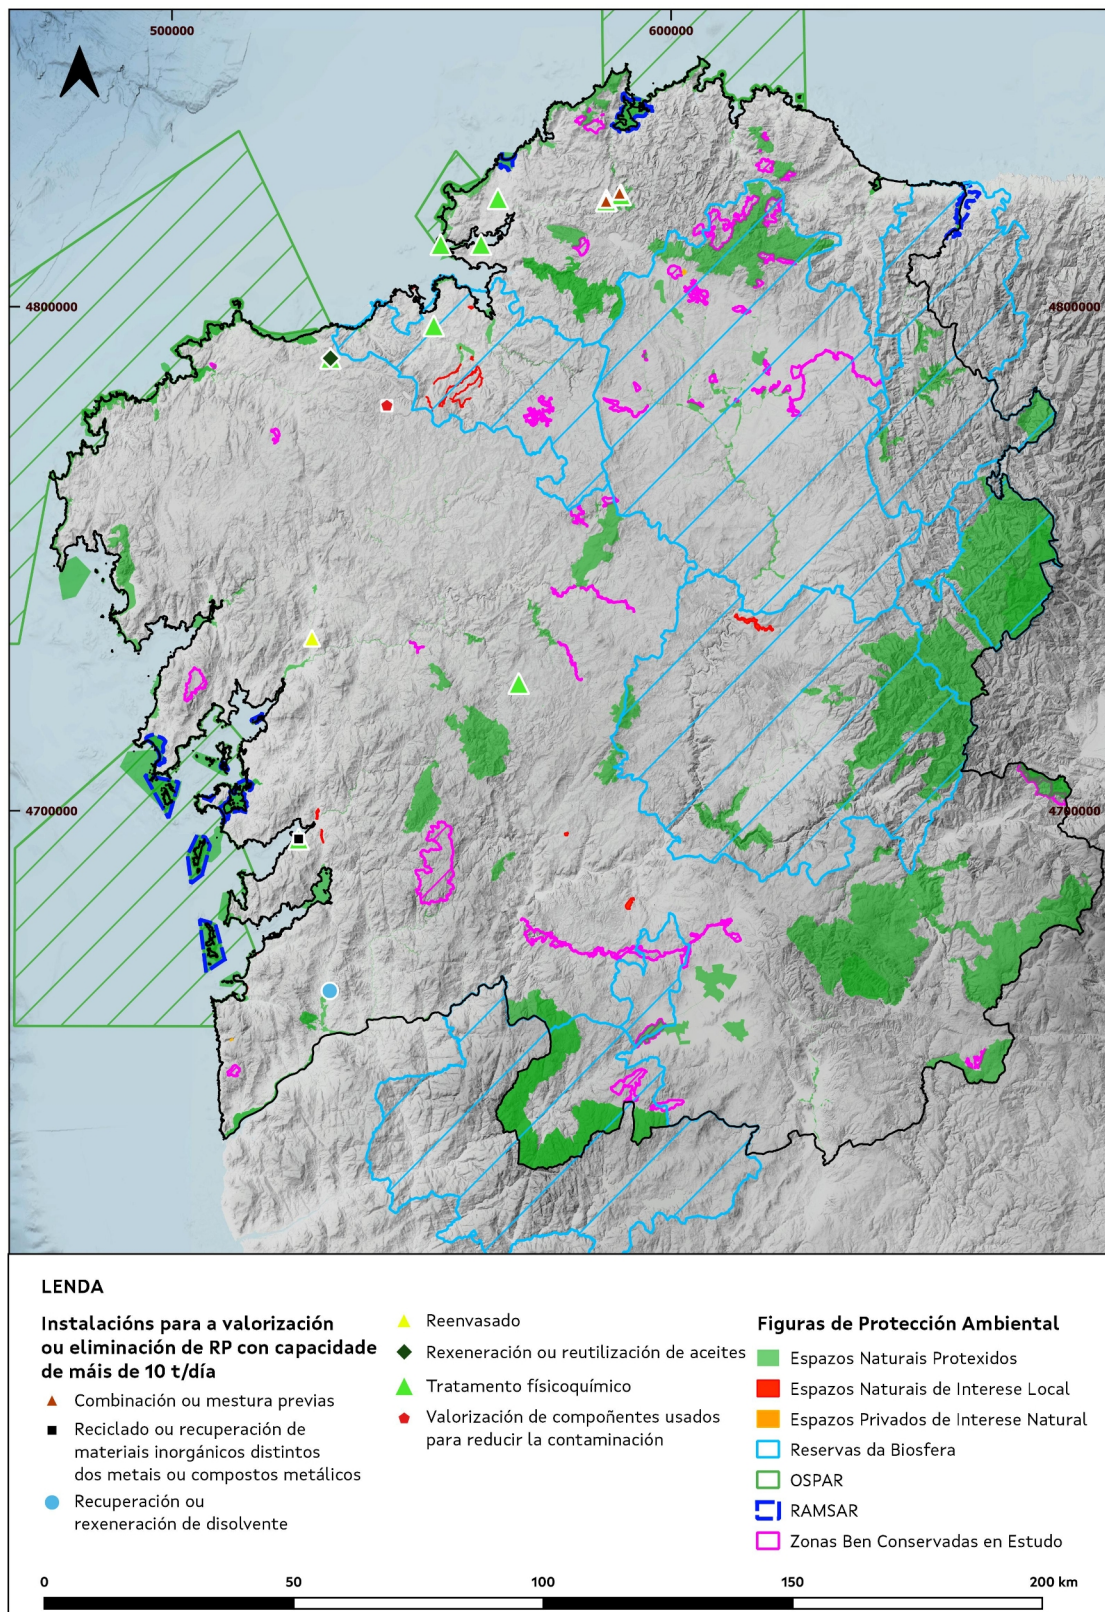 500000
600000
4800000
4800000
4700000
4700000
LENDA
Instalacións para a valorización
ou eliminación de RP con capacidade
de máis de 10 t/día
Combinación ou mestura previas
Reciclado ou recuperación de
materiais inorgánicos distintos
dos metais ou compostos metálicos
Recuperación ou
rexeneración de disolvente
Reenvasado
Rexeneración ou reutilización de aceites
Tratamento físicoquímico
Valorización de compoñentes usados
para reducir la contaminación
Figuras de Protección Ambiental
Espazos Naturais Protexidos
Espazos Naturais de Interese Local
Espazos Privados de Interese Natural
Reservas da Biosfera
OSPAR
RAMSAR
Zonas Ben Conservadas en Estudo
0
50
100
150
200 km